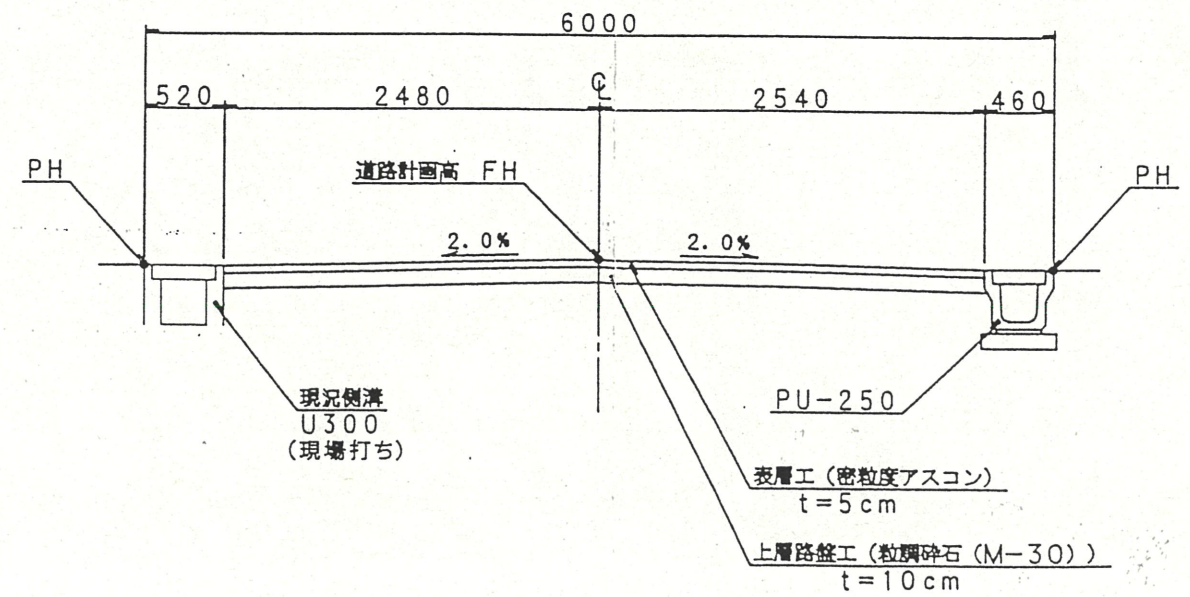 6000
520
2480
℄
2540
460
PH
道路計画高 FH
PH
2.0%
2.0%
現況側溝
U300
(現場打ち)
PU-250
表層工(密粒度アスコン)
t=5cm
上層路盤工(粒調砕石(M-30))
t=10cm